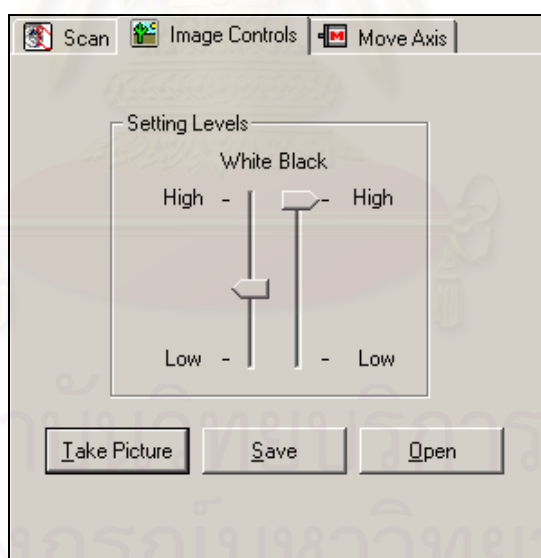 Scan Image Controls Move Axis
Setting Levels
White Black
High - - High
Low - - Low
Take Picture Save Open